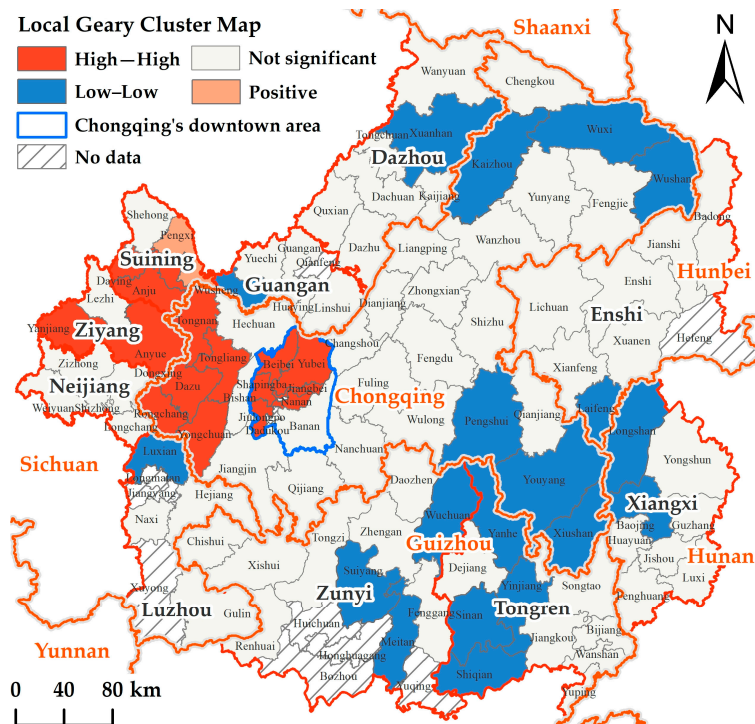 Local Geary Cluster Map
High—High
Not significant
Low–Low
Positive
Chongqing's downtown area
No data
N
Shaanxi
Wanyuan
Chengkou
Tongchuan
Xuanhan
Wuxi
Dazhou
Kaizhou
Wushan
Dachuan
Kaijiang
Yunyang
Fengjie
Shehong
Quxian
Badong
Pengxi
Guangan
Dazhu
Liangping
Wanzhou
Jianshi
Suining
Yuechi
Qianfeng
Hunbei
Daying
Anju
Wusheng
Guangan
Zhongxian
Enshi
Lezhi
Huaying
Linshui
Dianjiang
Lichuan
Enshi
Yanjiang
Ziyang
Tongnan
Hechuan
Shizhu
Xuanen
Hefeng
Anyue
Tongliang
Beibei
Yubei
Changshou
Fengdu
Zizhong
Dongxing
Xianfeng
Neijiang
Dazu
Shapingba
Jiangbei
Fuling
Weiyuan
Shizhong
Bishan
Nanan
Chongqing
Rongchang
Longchang
Yongchuan
Jiulongpo
Dadukou
Banan
Wulong
Pengshui
Qianjiang
Laifeng
Longshan
Luxian
Nanchuan
Yongshun
Sichuan
Longmatan
Jiangjin
Jiangyang
Hejiang
Qijiang
Daozhen
Youyang
Xiangxi
Naxi
Wuchuan
Baojing
Guzhang
Tongzi
Zhengan
Yanhe
Xiushan
Huayuan
Chishui
Guizhou
Jishou
Hunan
Xuyong
Xishui
Suiyang
Dejiang
Luxi
Zunyi
Yinjiang
Songtao
Penghuang
Luzhou
Gulin
Huichuan
Fenggang
Sinan
Tongren
Bijiang
Yunnan
Renhuai
Honghuagang
Meitan
Jiangkou
Wanshan
Bozhou
Yuqing
Shiqian
Yuping
0 40 80 km